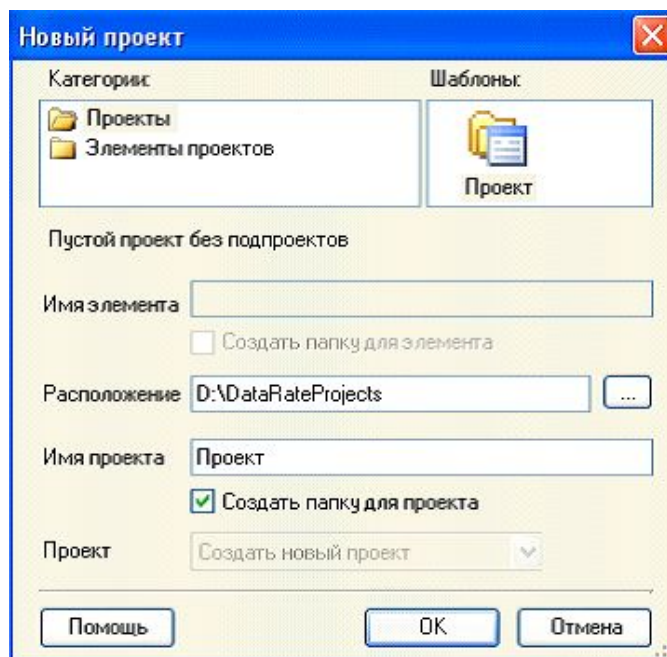 Новый проект
Категории:
Шаблоны:
Проекты
Элементы проектов
Проект
Пустой проект без подпроектов
Имя элемента
Создать папку для элемента
Расположение D:\DataRateProjects ...
Имя проекта Проект
Создать папку для проекта
Проект Создать новый проект
Помощь OK Отмена